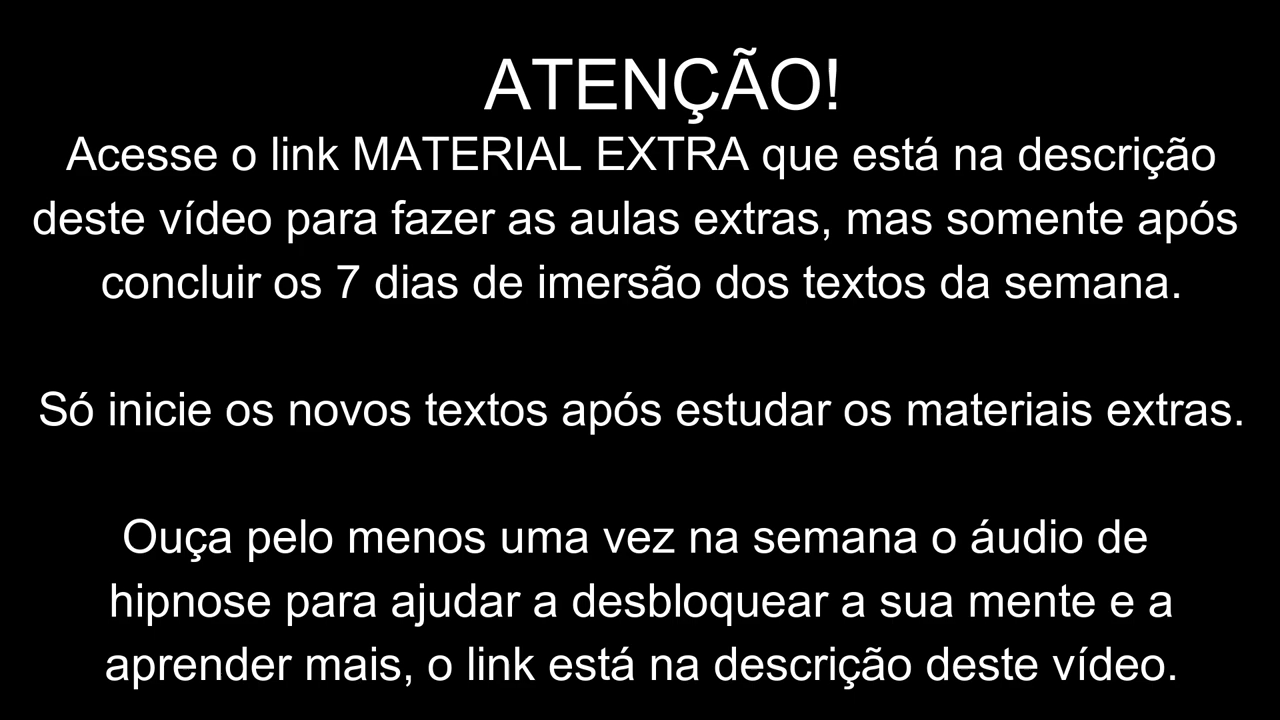 ATENÇÃO!
Acesse o link MATERIAL EXTRA que está na descrição
deste vídeo para fazer as aulas extras, mas somente após
concluir os 7 dias de imersão dos textos da semana.
Só inicie os novos textos após estudar os materiais extras.
Ouça pelo menos uma vez na semana o áudio de
hipnose para ajudar a desbloquear a sua mente e a
aprender mais, o link está na descrição deste vídeo.